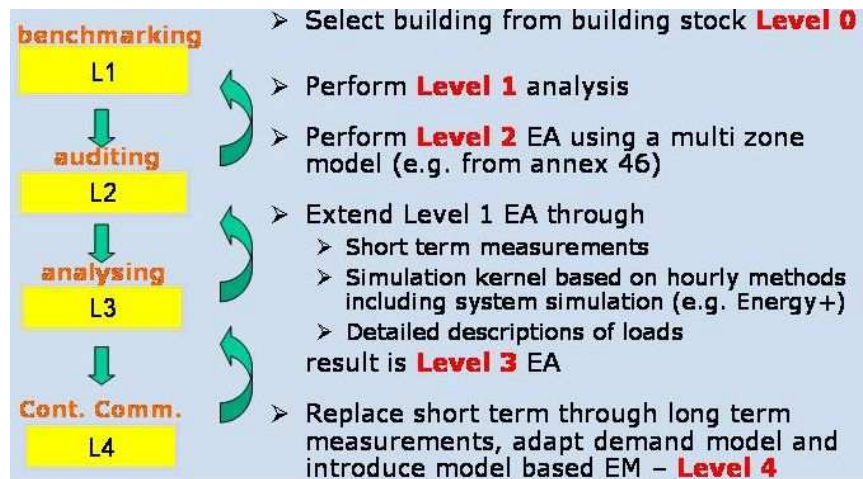 benchmarking
L1
auditing
L2
analysing
L3
Cont. Comm.
L4
➢ Select building from building stock Level 0
➢ Perform Level 1 analysis
➢ Perform Level 2 EA using a multi zone
model (e.g. from annex 46)
➢ Extend Level 1 EA through
➢ Short term measurements
➢ Simulation kernel based on hourly methods
including system simulation (e.g. Energy+)
➢ Detailed descriptions of loads
result is Level 3 EA
➢ Replace short term through long term
measurements, adapt demand model and
introduce model based EM – Level 4